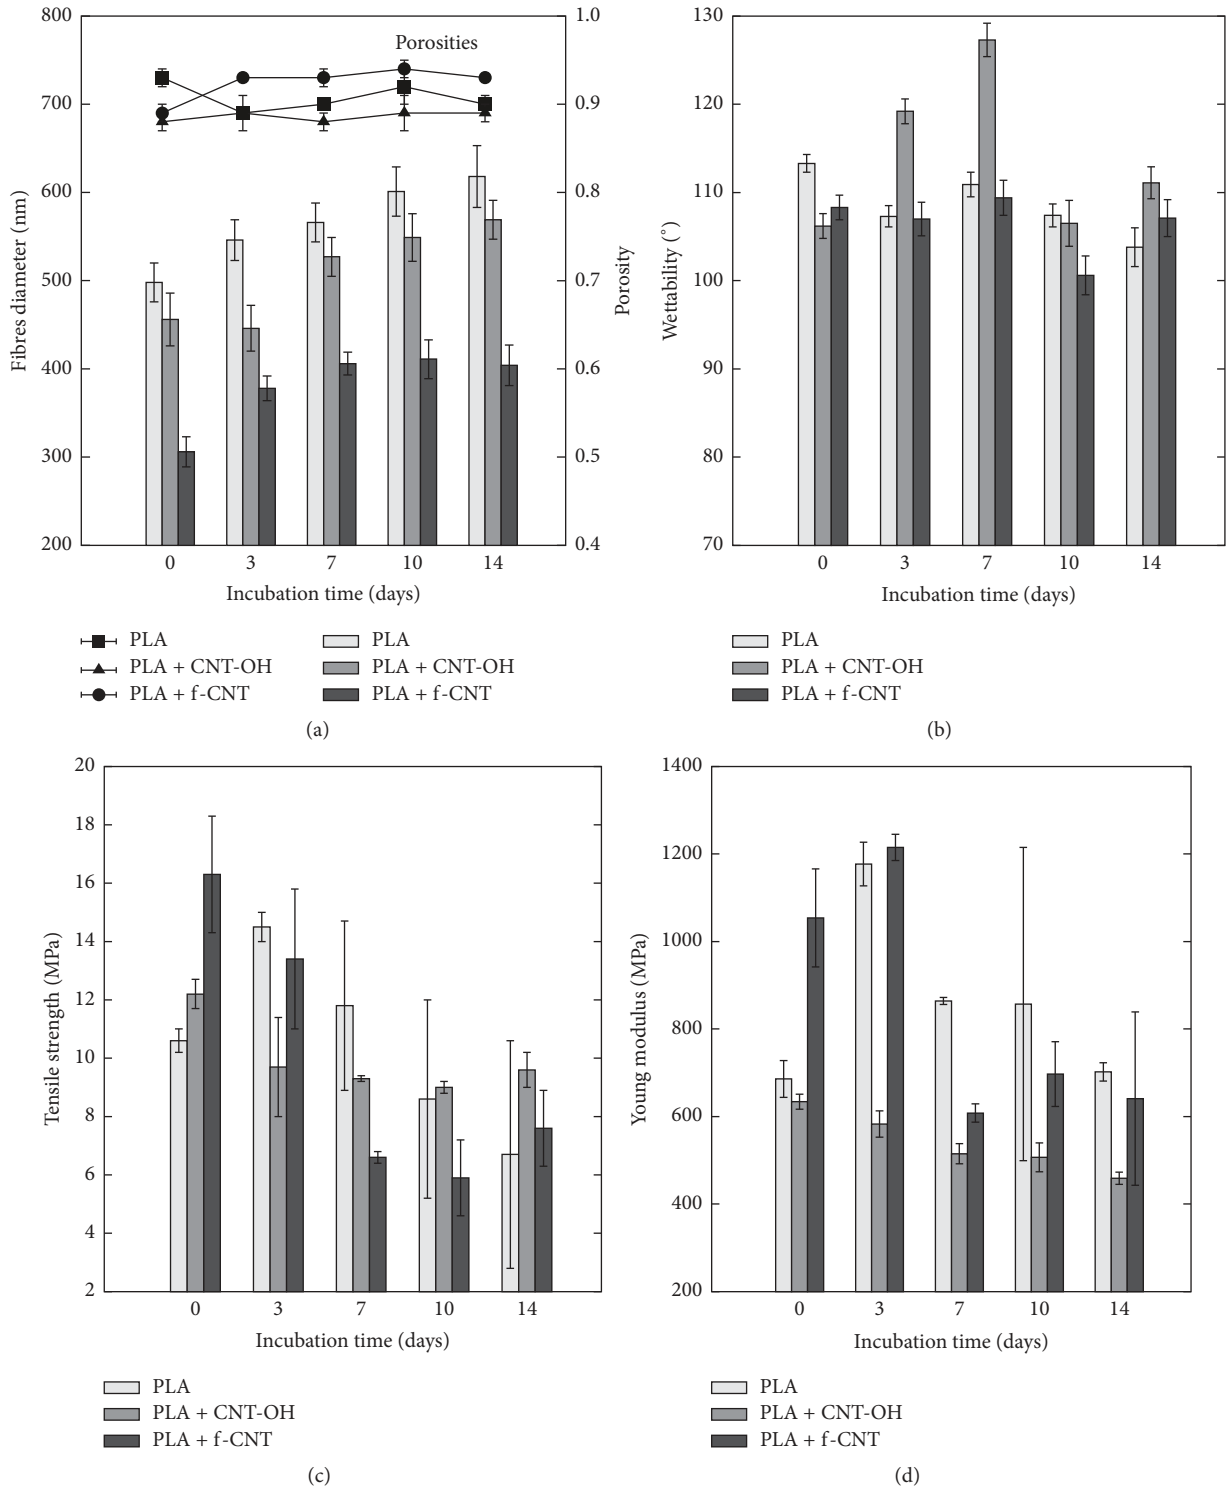 800
700
600
500
400
300
200
Fibres diameter (nm)
Porosities
1.0
0.9
0.8
0.7
0.6
0.5
0.4
Porosity
0 3 7 10 14
Incubation time (days)
PLA PLA
PLA + CNT-OH PLA + CNT-OH
PLA + f-CNT PLA + f-CNT
(a)
130
120
110
100
90
80
70
Wettability (°)
0 3 7 10 14
Incubation time (days)
PLA
PLA + CNT-OH
PLA + f-CNT
(b)
20
18
16
14
12
10
8
6
4
2
Tensile strength (MPa)
0 3 7 10 14
Incubation time (days)
PLA
PLA + CNT-OH
PLA + f-CNT
(c)
1400
1200
1000
800
600
400
200
Young modulus (MPa)
0 3 7 10 14
Incubation time (days)
PLA
PLA + CNT-OH
PLA + f-CNT
(d)